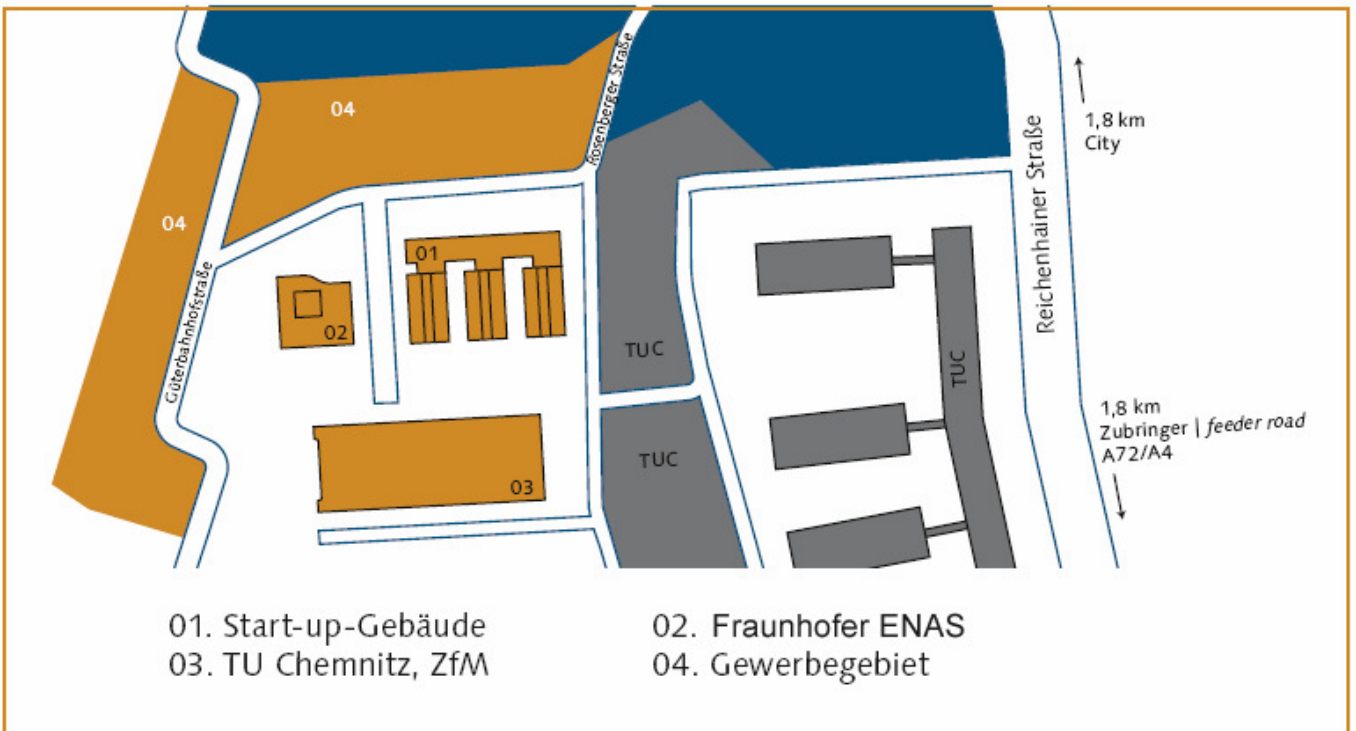 04
Rosenberger Straße
1,8 km
City
Reichenhainer Straße
04
01
Güterbahnhofstraße
02
TUC
TUC
1,8 km
Zubringer | feeder road
A72/A4
TUC
03
01. Start-up-Gebäude
02. Fraunhofer ENAS
03. TU Chemnitz, ZfM
04. Gewerbegebiet